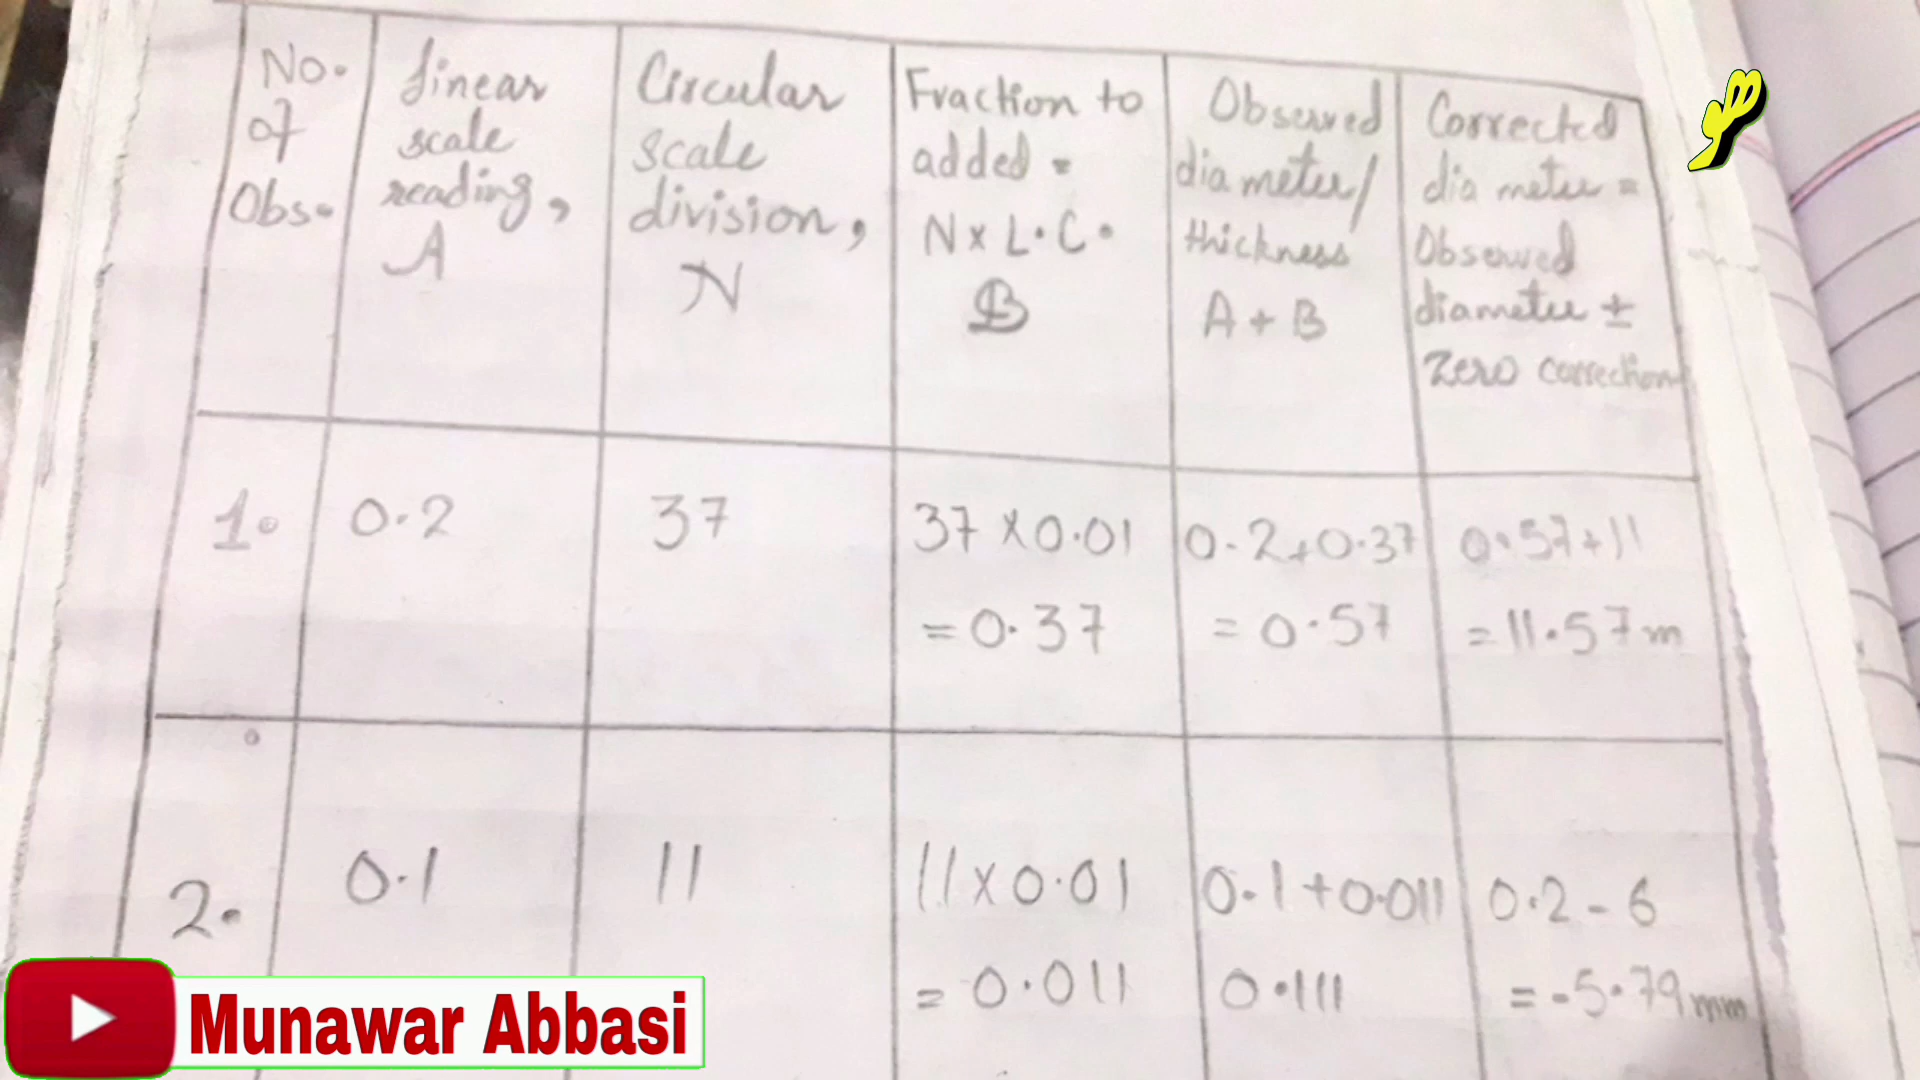 No.
of
Obs.
linear
scale
reading,
A
Circular
scale
division,
N
Fraction to
added =
N x L.C.
B
Observed
diameter/
thickness
A + B
Corrected
diameter =
Observed
diameter ±
Zero correction
1.
0.2
37
37 x 0.01
= 0.37
0.2+0.37
= 0.57
0.57+11
= 11.57 m
2.
0.1
11
11 x 0.01
= 0.011
0.1+0.011
0.111
0.2 - 6
= -5.79 mm
Munawar Abbasi